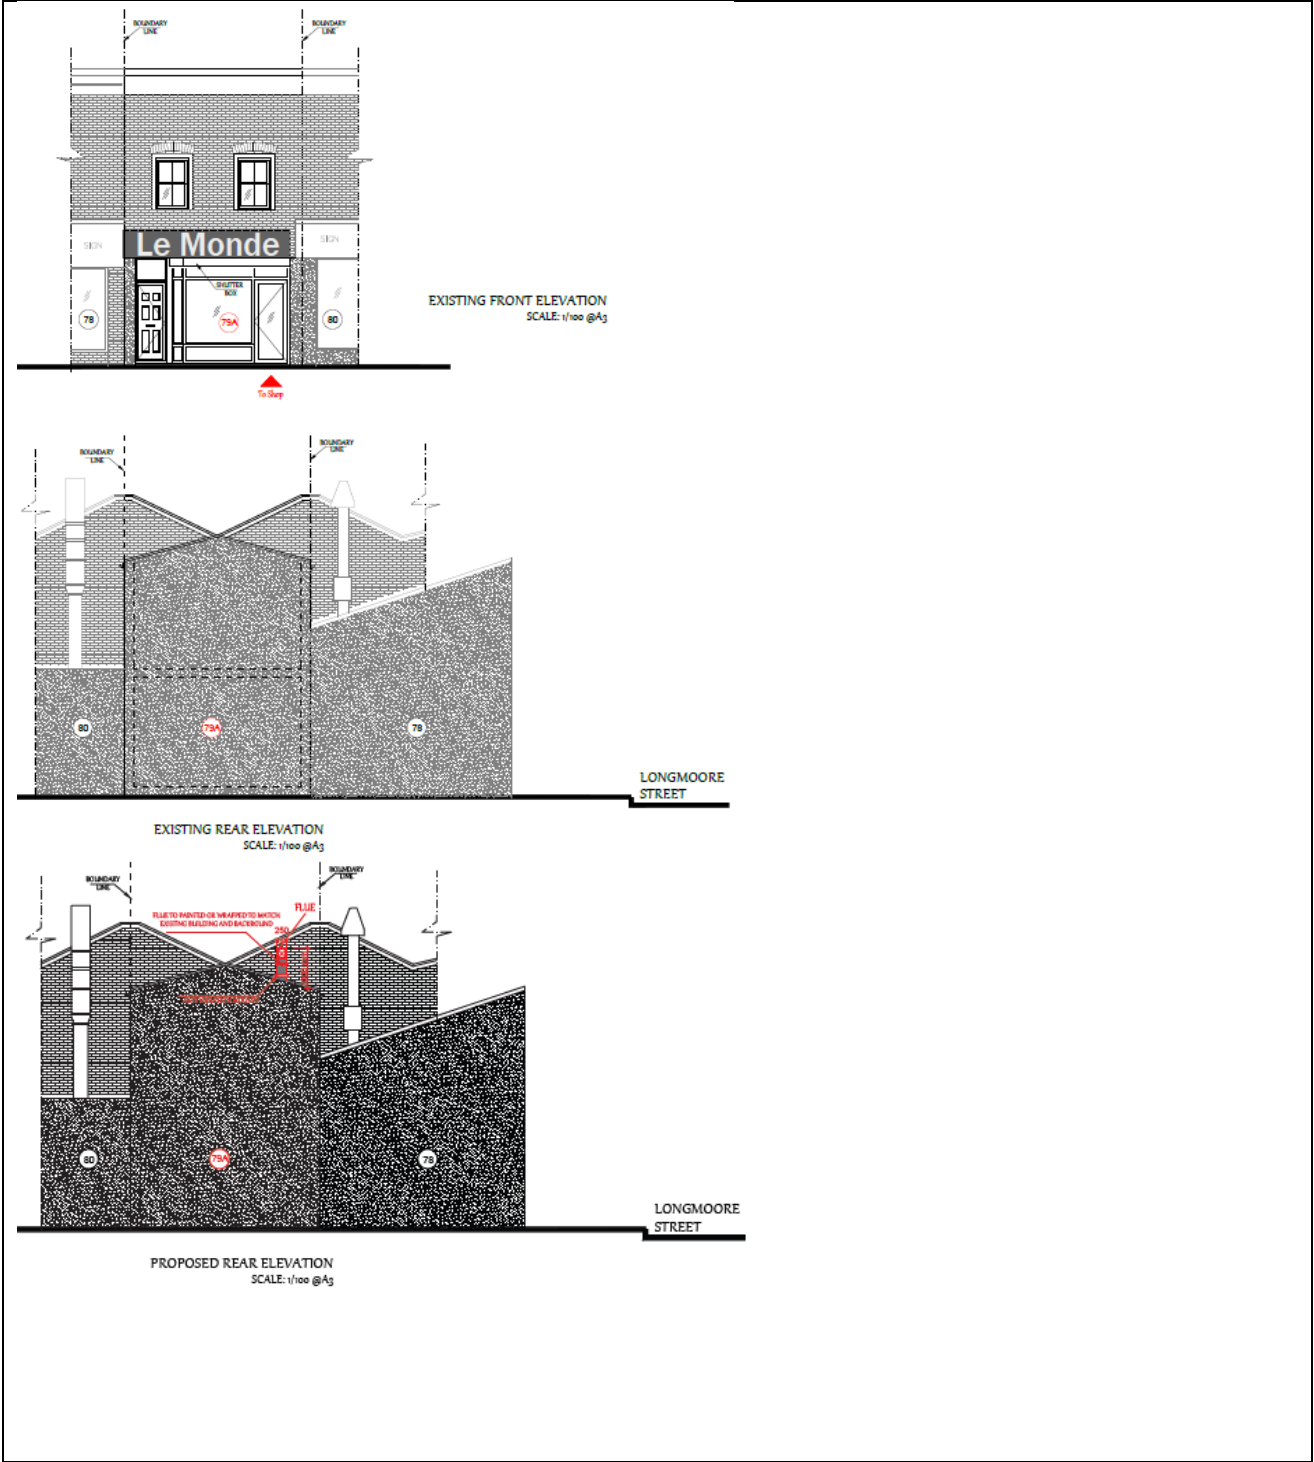 BOUNDARY
LINE
BOUNDARY
LINE
SIGN
Le Monde
SIGN
SHUTTER
BOX
78
79A
80
EXISTING FRONT ELEVATION
SCALE: 1/100 @A3
To Shop
BOUNDARY
LINE
BOUNDARY
LINE
80
79A
78
LONGMOORE
STREET
EXISTING REAR ELEVATION
SCALE: 1/100 @A3
BOUNDARY
LINE
BOUNDARY
LINE
FLUE
FLUE TO PAINTED OR WRAPPED TO MATCH
EXISTING BUILDING AND BACKROUND
250
80
79A
78
LONGMOORE
STREET
PROPOSED REAR ELEVATION
SCALE: 1/100 @A3